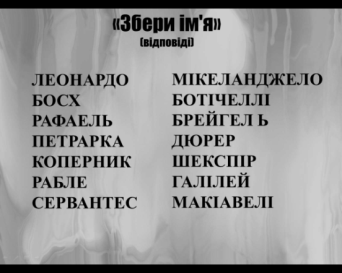 «Збери ім'я»
(відповіді)
ЛЕОНАРДО
БОСХ
РАФАЕЛЬ
ПЕТРАРКА
КОПЕРНИК
РАБЛЕ
СЕРВАНТЕС
МІКЕЛАНДЖЕЛО
БОТІЧЕЛЛІ
БРЕЙГЕЛ Ь
ДЮРЕР
ШЕКСПІР
ГАЛІЛЕЙ
МАКІАВЕЛІ